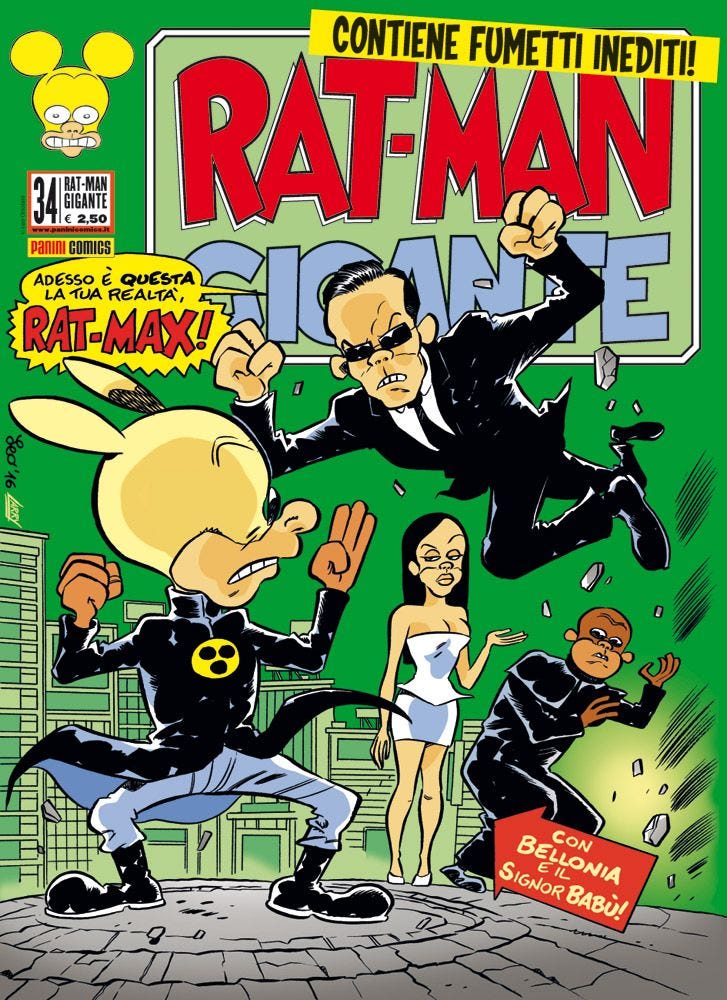 CONTIENE FUMETTI INEDITI!
RAT-MAN
GIGANTE
34
RAT-MAN
GIGANTE
€ 2,50
www.paninicomics.it
PANINI COMICS
ADESSO È QUESTA
LA TUA REALTÀ,
RAT-MAX!
Leo '16
LARRY
CON
BELLONIA
E IL
SIGNOR BABÙ!